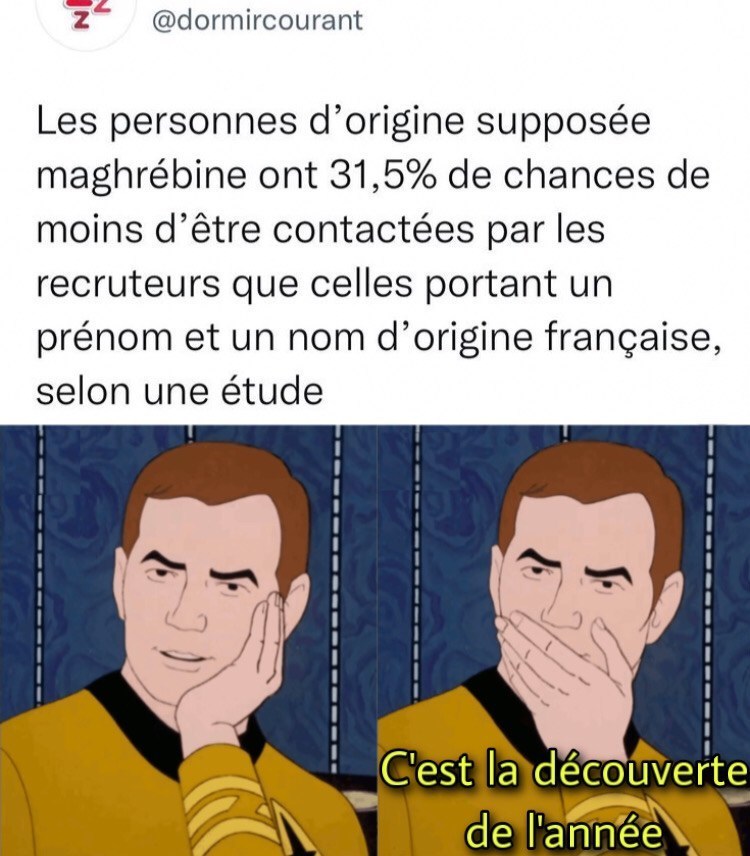 z z
@dormircourant
Les personnes d’origine supposée
maghrébine ont 31,5% de chances de
moins d’être contactées par les
recruteurs que celles portant un
prénom et un nom d’origine française,
selon une étude
C'est la découverte
de l'année